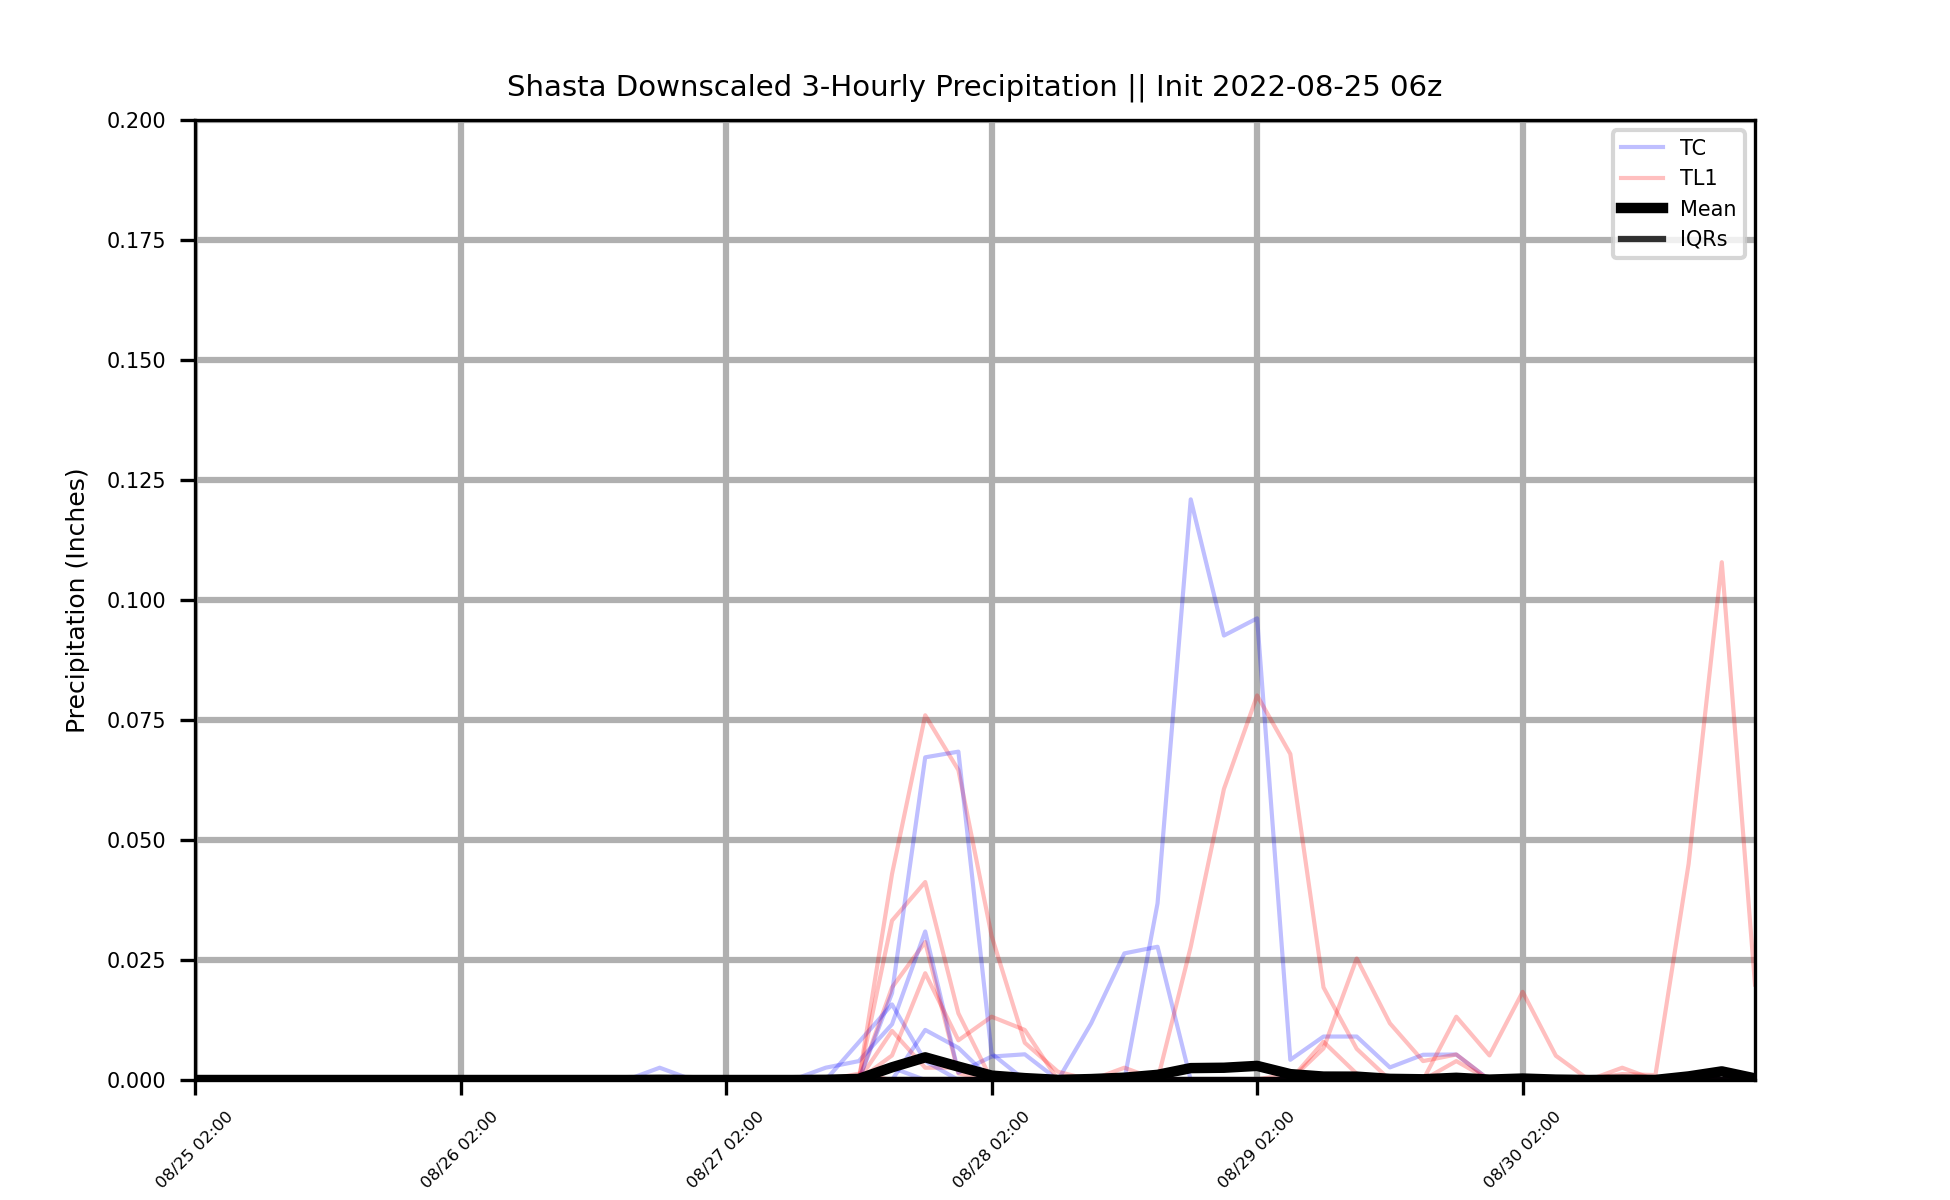 Shasta Downscaled 3-Hourly Precipitation || Init 2022-08-25 06z
0.200
0.175
0.150
0.125
0.100
0.075
0.050
0.025
0.000
Precipitation (Inches)
TC
TL1
Mean
IQRs
08/25 02:00
08/26 02:00
08/27 02:00
08/28 02:00
08/29 02:00
08/30 02:00